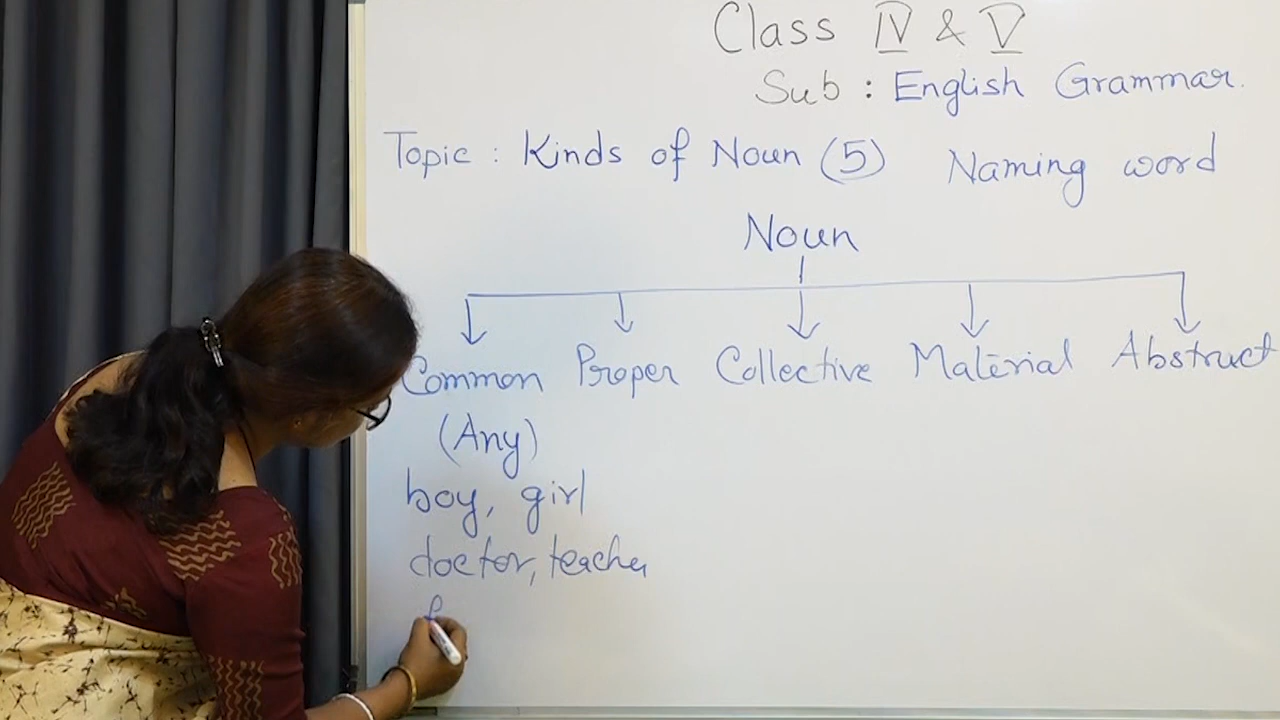 Class IV & V
Sub : English Grammar.
Topic : Kinds of Noun (5) Naming word
Noun
Common Proper Collective Material Abstruct
(Any)
boy, girl
doctor, teacher